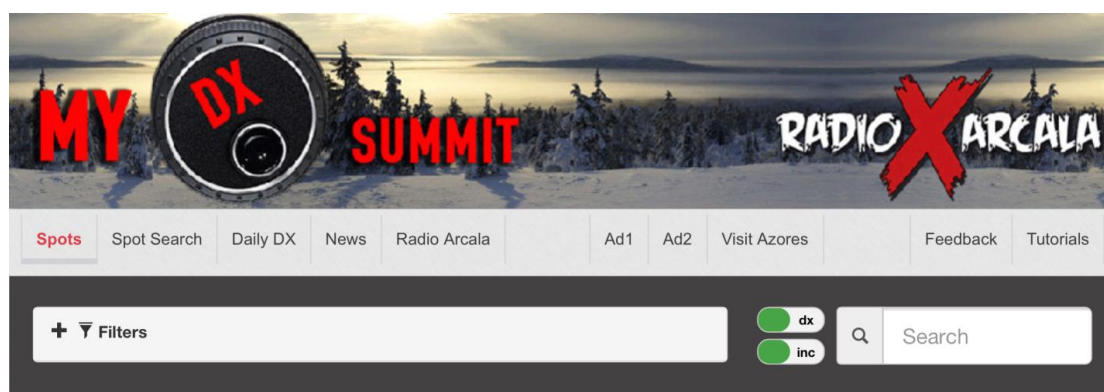 MY DX SUMMIT
RADIO X ARCALA
Spots Spot Search Daily DX News Radio Arcala Ad1 Ad2 Visit Azores Feedback Tutorials
Filters dx Search
inc